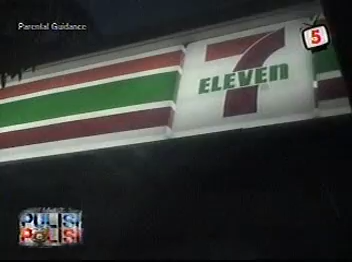 Parental Guidance
5
7
ELEVEN
PULIS!
PULIS!